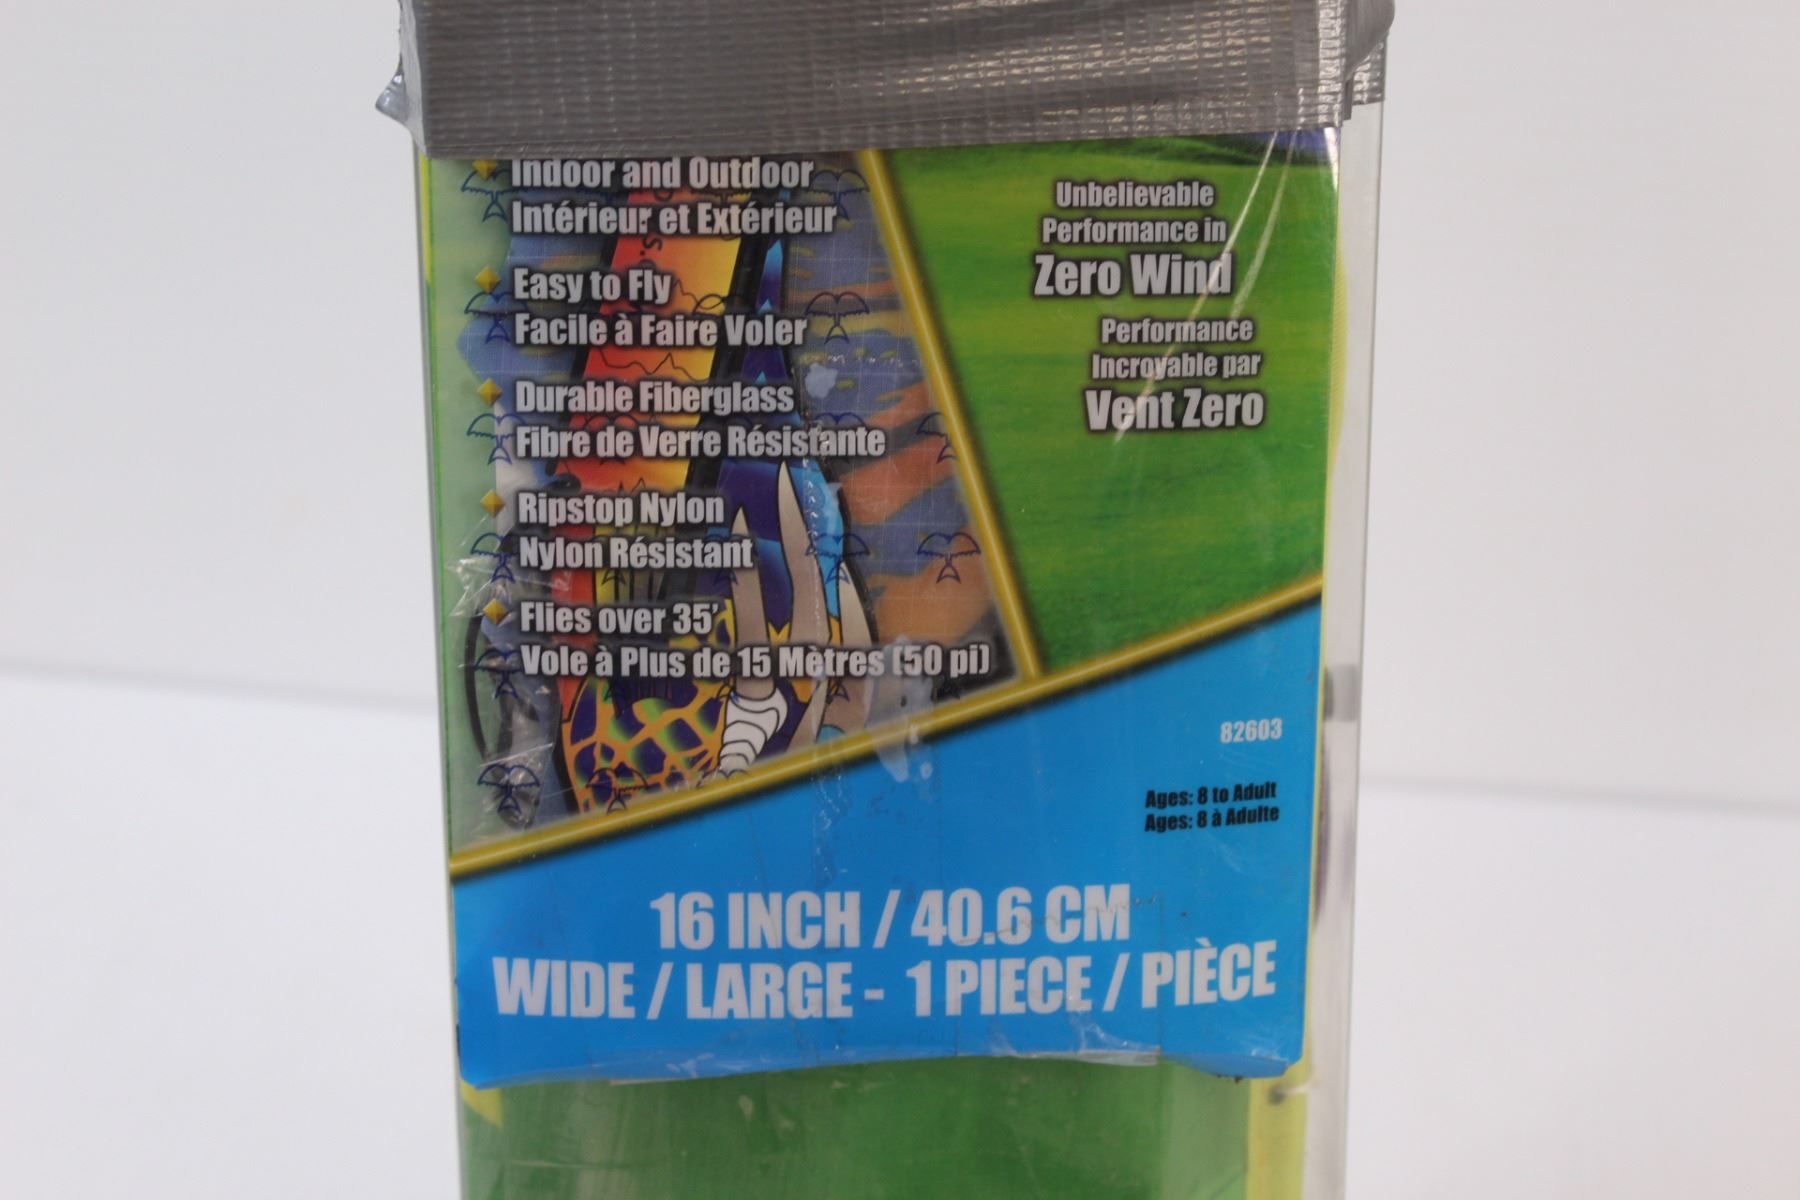 Indoor and Outdoor
Intérieur et Extérieur
Easy to Fly
Facile à Faire Voler
Durable Fiberglass
Fibre de Verre Résistante
Ripstop Nylon
Nylon Résistant
Flies over 35'
Vole à Plus de 15 Mètres (50 pi)
Unbelievable
Performance in
Zero Wind
Performance
Incroyable par
Vent Zero
82603
Ages: 8 to Adult
Ages: 8 à Adulte
16 INCH / 40.6 CM
WIDE / LARGE - 1 PIECE / PIÈCE